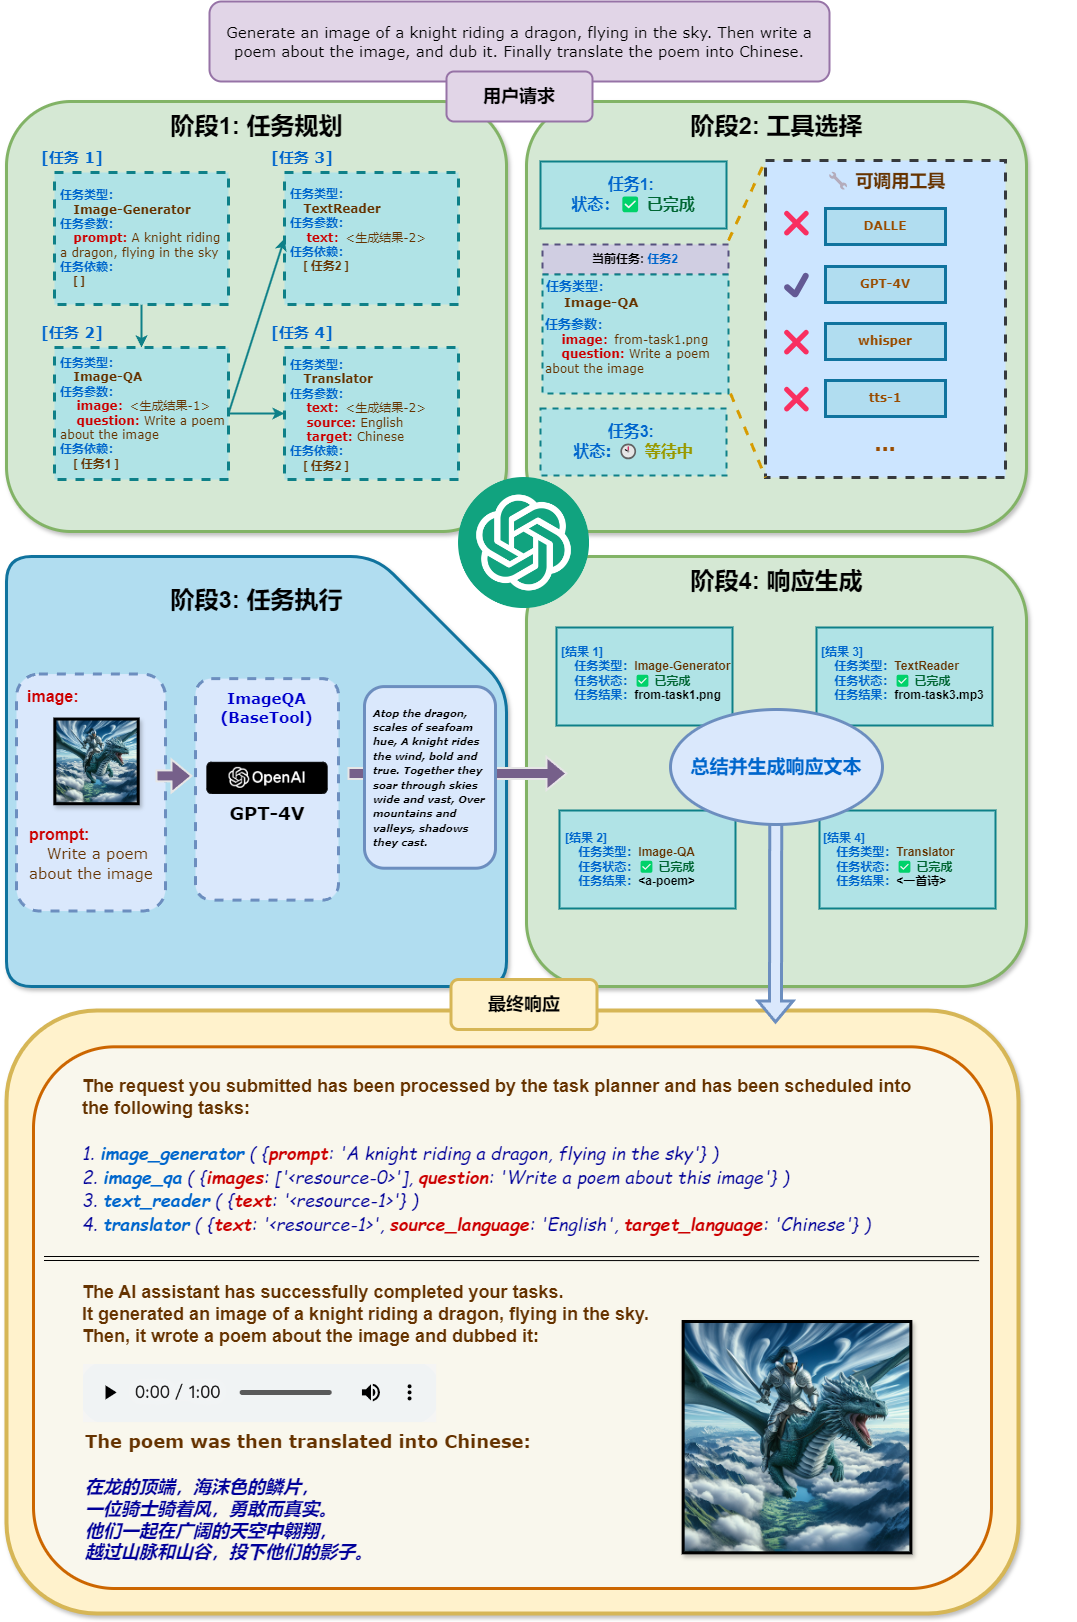 Generate an image of a knight riding a dragon, flying in the sky. Then write a
poem about the image, and dub it. Finally translate the poem into Chinese.
用户请求
阶段1: 任务规划
[任务 1]
任务类型:
Image-Generator
任务参数:
prompt: A knight riding
a dragon, flying in the sky
任务依赖:
[ ]
[任务 2]
任务类型:
Image-QA
任务参数:
image: <生成结果-1>
question: Write a poem
about the image
任务依赖:
[ 任务1 ]
[任务 3]
任务类型:
TextReader
任务参数:
text: <生成结果-2>
任务依赖:
[ 任务2 ]
[任务 4]
任务类型:
Translator
任务参数:
text: <生成结果-2>
source: English
target: Chinese
任务依赖:
[ 任务2 ]
阶段2: 工具选择
任务1:
状态: ✅ 已完成
当前任务: 任务2
任务类型:
Image-QA
任务参数:
image: from-task1.png
question: Write a poem
about the image
任务3:
状态: 等待中
可调用工具
DALLE
GPT-4V
whisper
tts-1
...
阶段3: 任务执行
image:
prompt:
Write a poem
about the image
ImageQA
(BaseTool)
OpenAI
GPT-4V
Atop the dragon,
scales of seafoam
hue, A knight rides
the wind, bold and
true. Together they
soar through skies
wide and vast, Over
mountains and
valleys, shadows
they cast.
阶段4: 响应生成
[结果 1]
任务类型: Image-Generator
任务状态: ✅ 已完成
任务结果: from-task1.png
[结果 3]
任务类型: TextReader
任务状态: ✅ 已完成
任务结果: from-task3.mp3
总结并生成响应文本
[结果 2]
任务类型: Image-QA
任务状态: ✅ 已完成
任务结果: <a-poem>
[结果 4]
任务类型: Translator
任务状态: ✅ 已完成
任务结果: <一首诗>
最终响应
The request you submitted has been processed by the task planner and has been scheduled into
the following tasks:
1. image_generator ( {prompt: 'A knight riding a dragon, flying in the sky'} )
2. image_qa ( {images: ['<resource-0>'], question: 'Write a poem about this image'} )
3. text_reader ( {text: '<resource-1>'} )
4. translator ( {text: '<resource-1>', source_language: 'English', target_language: 'Chinese'} )
The AI assistant has successfully completed your tasks.
It generated an image of a knight riding a dragon, flying in the sky.
Then, it wrote a poem about the image and dubbed it:
0:00 / 1:00
The poem was then translated into Chinese:
在龙的顶端，海沫色的鳞片，
一位骑士骑着风，勇敢而真实。
他们一起在广阔的天空中翱翔，
越过山脉和山谷，投下他们的影子。